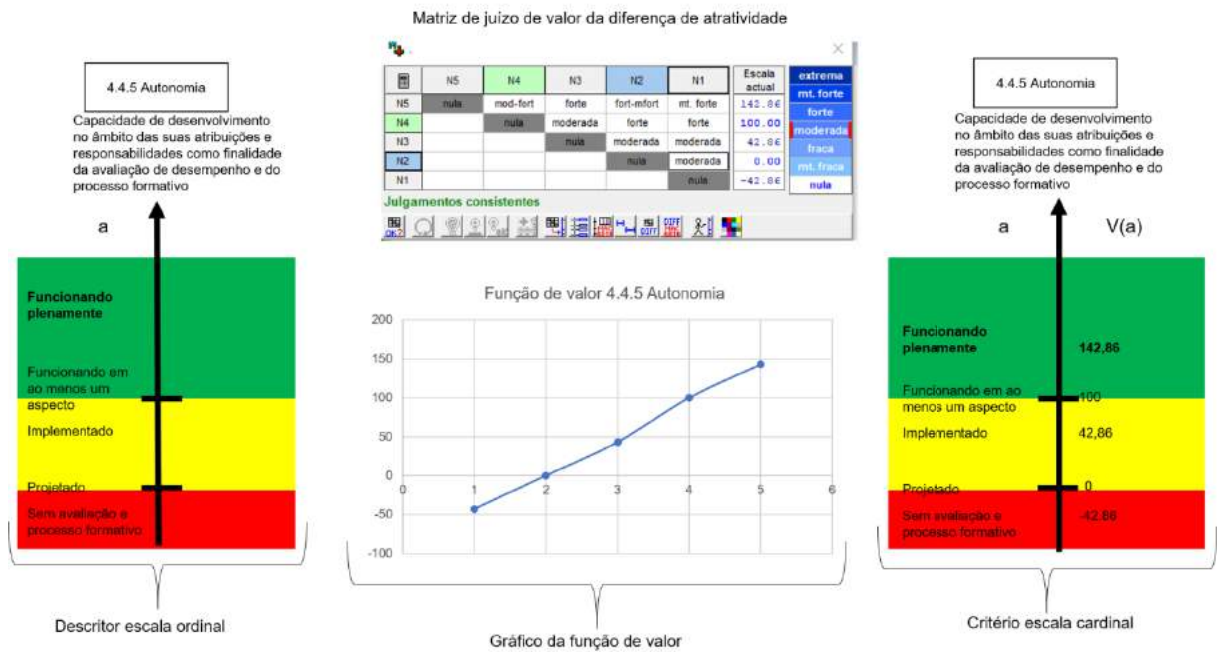 Matriz de juízo de valor da diferença de atratividade
4.4.5 Autonomia
Capacidade de desenvolvimento
no âmbito das suas atribuições e
responsabilidades como finalidade
da avaliação de desempenho e do
processo formativo
a
Funcionando
plenamente
Funcionando em
ao menos um
aspecto
Implementado
Projetado
Sem avaliação e
processo formativo
Descritor escala ordinal
N5 N4 N3 N2 N1 Escala actual
N5 nula mod-fort forte fort-mfort mt. forte 142.86
N4 nula moderada forte forte 100.00
N3 nula moderada moderada 42.86
N2 nula moderada 0.00
N1 nula -42.86
extrema
mt. forte
forte
moderada
fraca
mt. fraca
nula
Julgamentos consistentes
Função de valor 4.4.5 Autonomia
200
150
100
50
0
-50
-100
0 1 2 3 4 5 6
Gráfico da função de valor
4.4.5 Autonomia
Capacidade de desenvolvimento
no âmbito das suas atribuições e
responsabilidades como finalidade
da avaliação de desempenho e do
processo formativo
a V(a)
Funcionando
plenamente 142,86
Funcionando em ao 100
menos um aspecto
Implementado 42,86
Projetado 0
Sem avaliação e -42.86
processo formativo
Critério escala cardinal